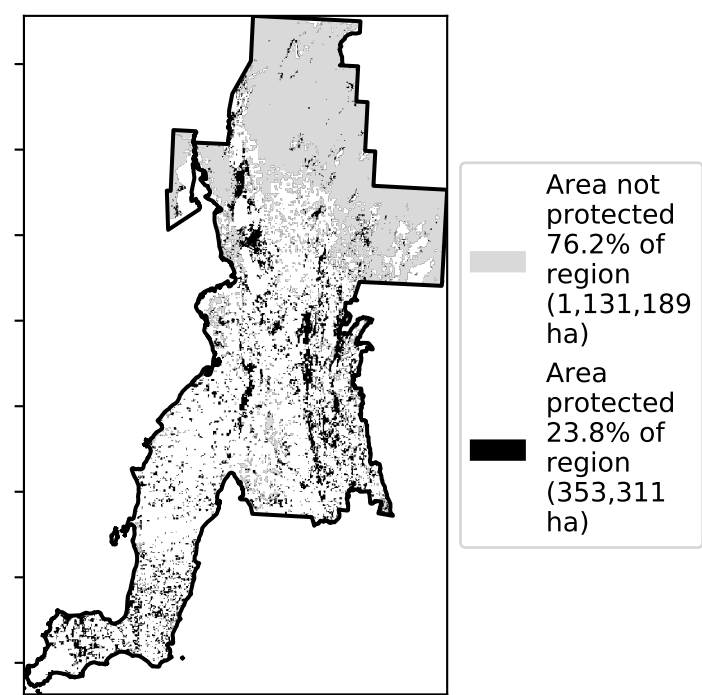 Area not
protected
76.2% of
region
(1,131,189
ha)
Area
protected
23.8% of
region
(353,311
ha)